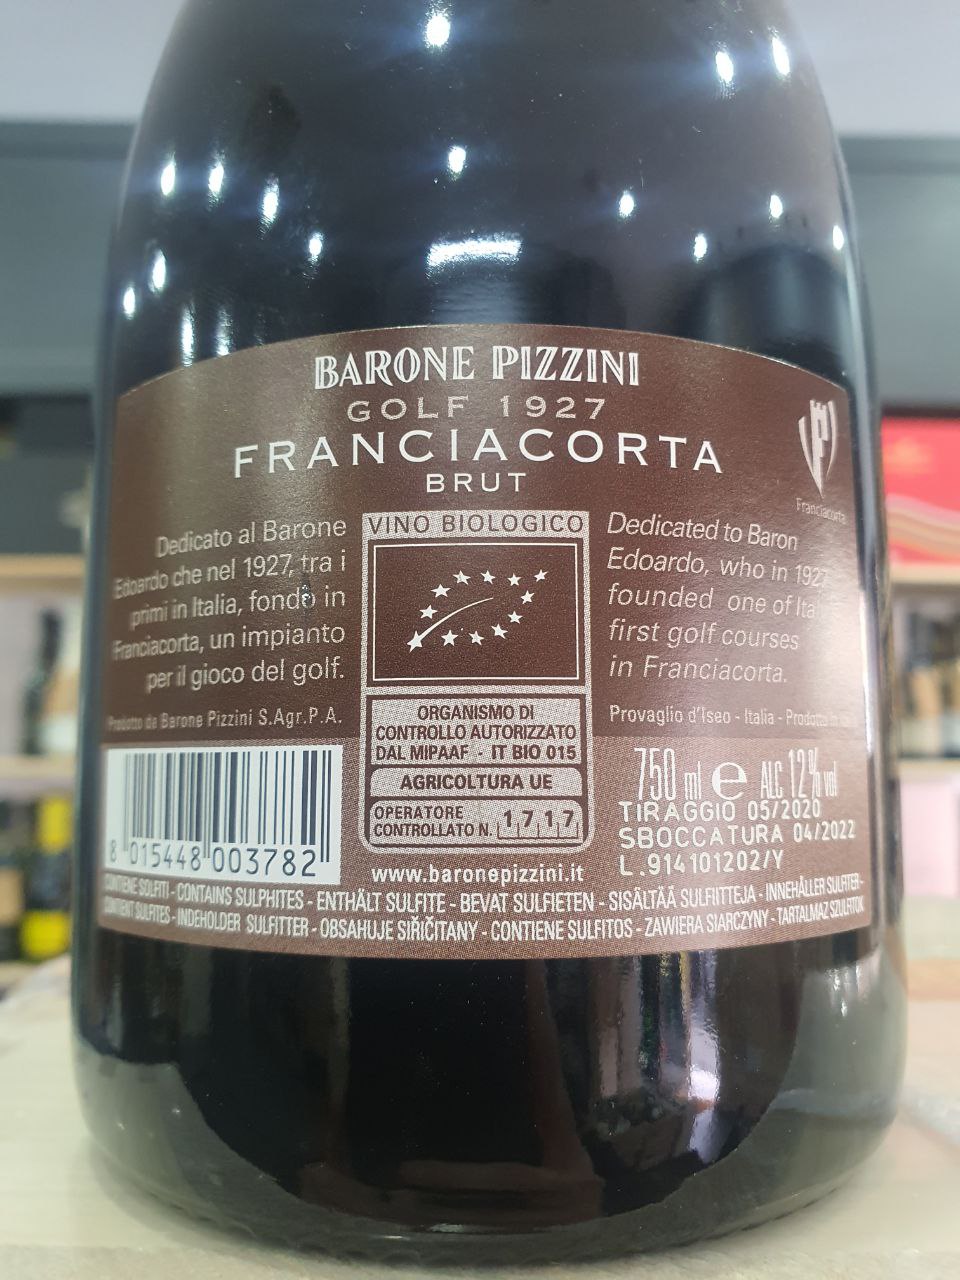 BARONE PIZZINI
GOLF 1927
FRANCIACORTA
BRUT
Franciacorta
Dedicato al Barone
Edoardo che nel 1927, tra i
primi in Italia, fondò in
Franciacorta, un impianto
per il gioco del golf.
Prodotto da Barone Pizzini S.Agr.P.A.
VINO BIOLOGICO
ORGANISMO DI
CONTROLLO AUTORIZZATO
DAL MIPAAF - IT BIO 015
AGRICOLTURA UE
OPERATORE
CONTROLLATO N. 1717
www.baronepizzini.it
Dedicated to Baron
Edoardo, who in 1927
founded one of
first golf courses
in Franciacorta.
Provaglio d'Iseo - Italia - Prodotto in
750 ml e ALC 12% vol
TIRAGGIO 05/2020
SBOCCATURA 04/2022
L.914101202/Y
8 015448 003782
CONTIENE SOLFITI - CONTAINS SULPHITES - ENTHÄLT SULFITE - BEVAT SULFIETEN - SISÄLTÄÄ SULFIITTEJA - INNEHÅLLER SULFITER -
CONTIENT SULFITES - INDEHOLDER SULFITTER - OBSAHUJE SIŘIČITANY - CONTIENE SULFITOS - ZAWIERA SIARCZYNY - TARTALMAZ SZULFITOK